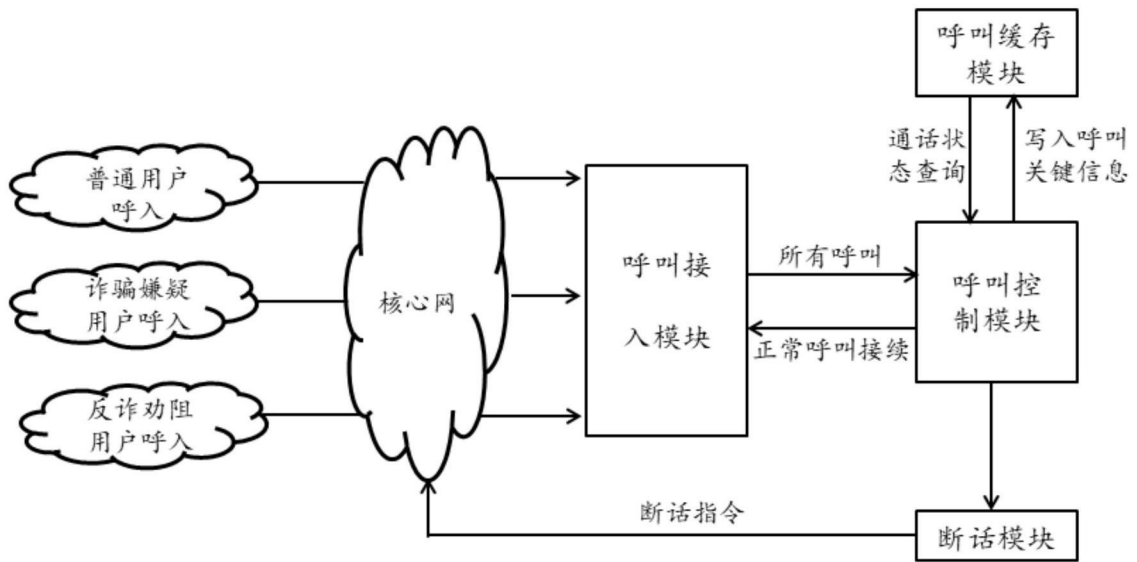 呼叫缓存
模块
通话状
态查询
写入呼叫
关键信息
普通用户
呼入
诈骗嫌疑
用户呼入
反诈劝阻
用户呼入
核心网
呼叫接
入模块
所有呼叫
正常呼叫接续
呼叫控
制模块
断话指令
断话模块